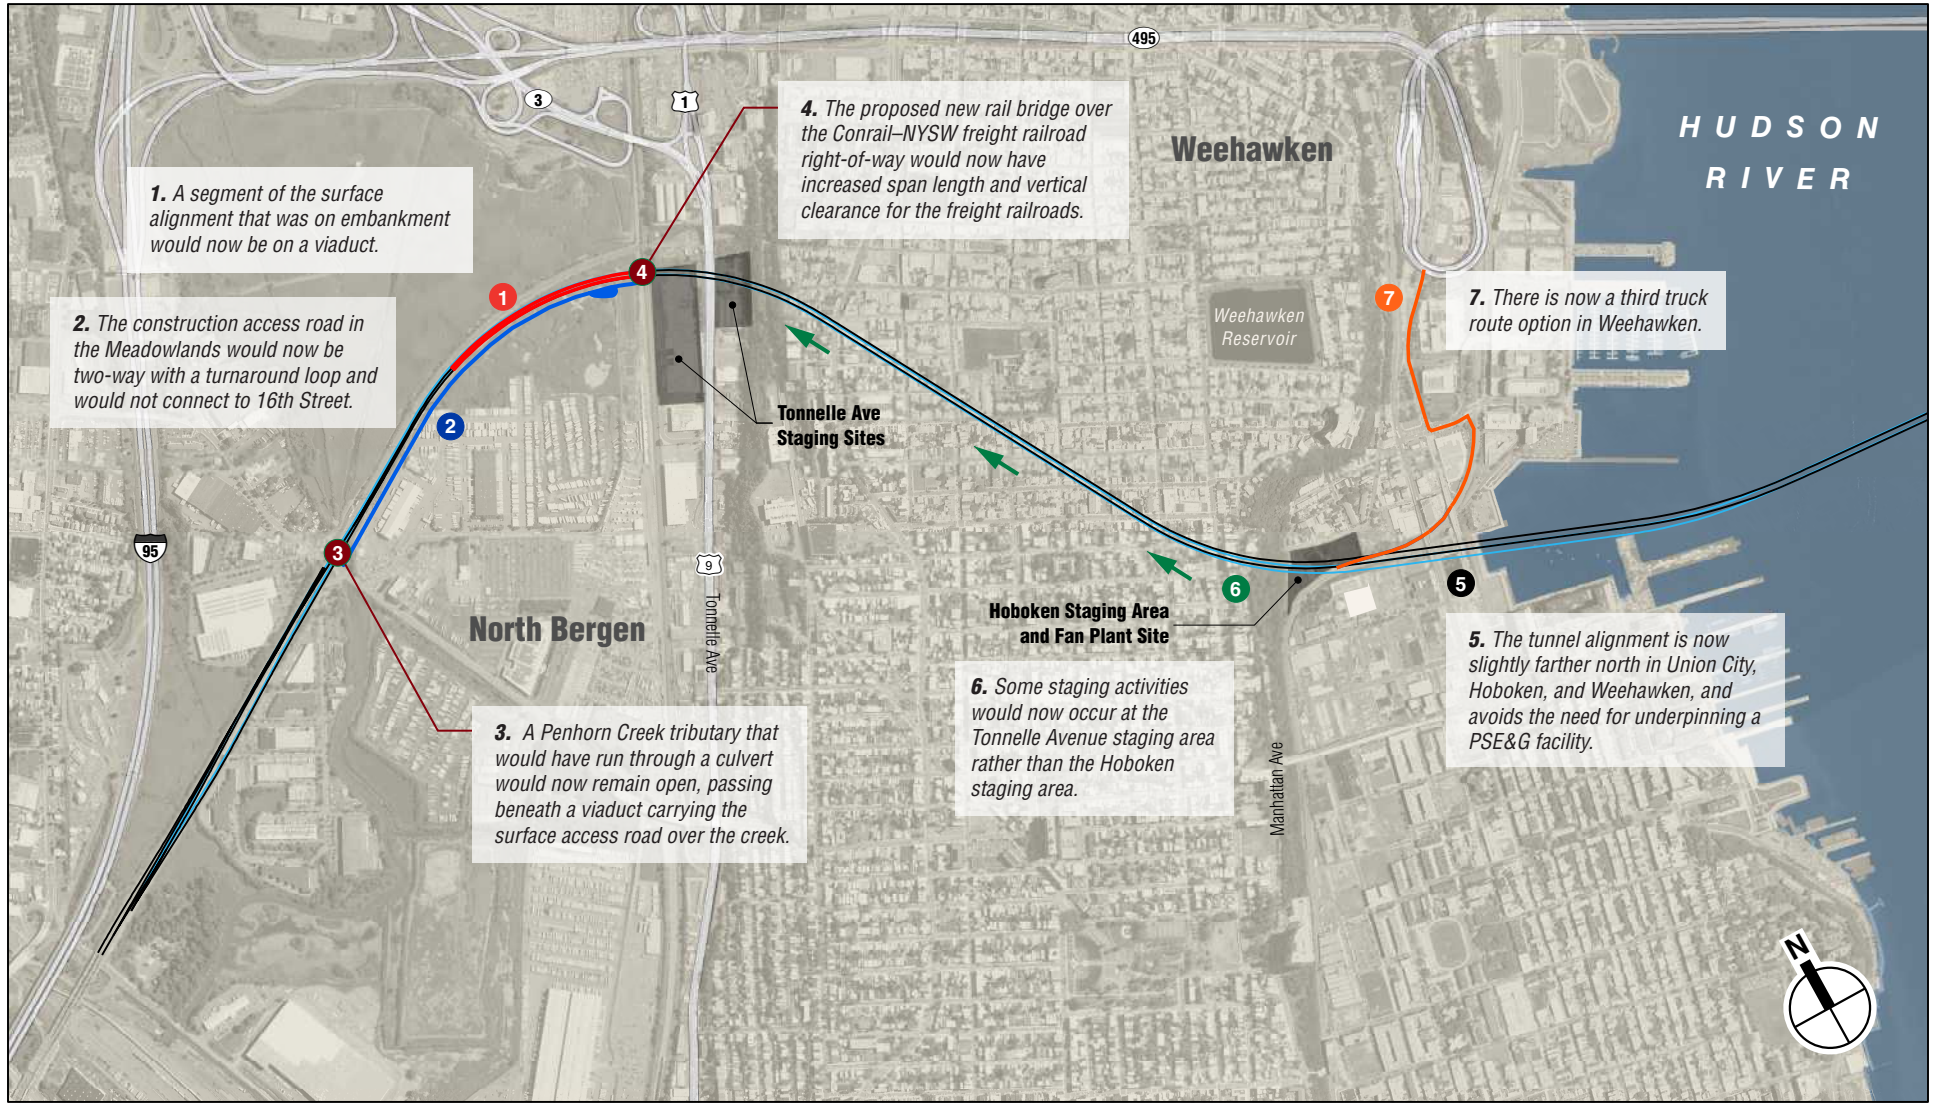 495
3
1
HUDSON
RIVER
4. The proposed new rail bridge over
the Conrail–NYSW freight railroad
right-of-way would now have
increased span length and vertical
clearance for the freight railroads.
Weehawken
1. A segment of the surface
alignment that was on embankment
would now be on a viaduct.
4
1
7
7. There is now a third truck
route option in Weehawken.
2. The construction access road in
the Meadowlands would now be
two-way with a turnaround loop and
would not connect to 16th Street.
Weehawken
Reservoir
2
Tonnelle Ave
Staging Sites
95
3
9
Tonnelle Ave
6
5
Hoboken Staging Area
and Fan Plant Site
North Bergen
5. The tunnel alignment is now
slightly farther north in Union City,
Hoboken, and Weehawken, and
avoids the need for underpinning a
PSE&G facility.
6. Some staging activities
would now occur at the
Tonnelle Avenue staging area
rather than the Hoboken
staging area.
3. A Penhorn Creek tributary that
would have run through a culvert
would now remain open, passing
beneath a viaduct carrying the
surface access road over the creek.
Manhattan Ave
N